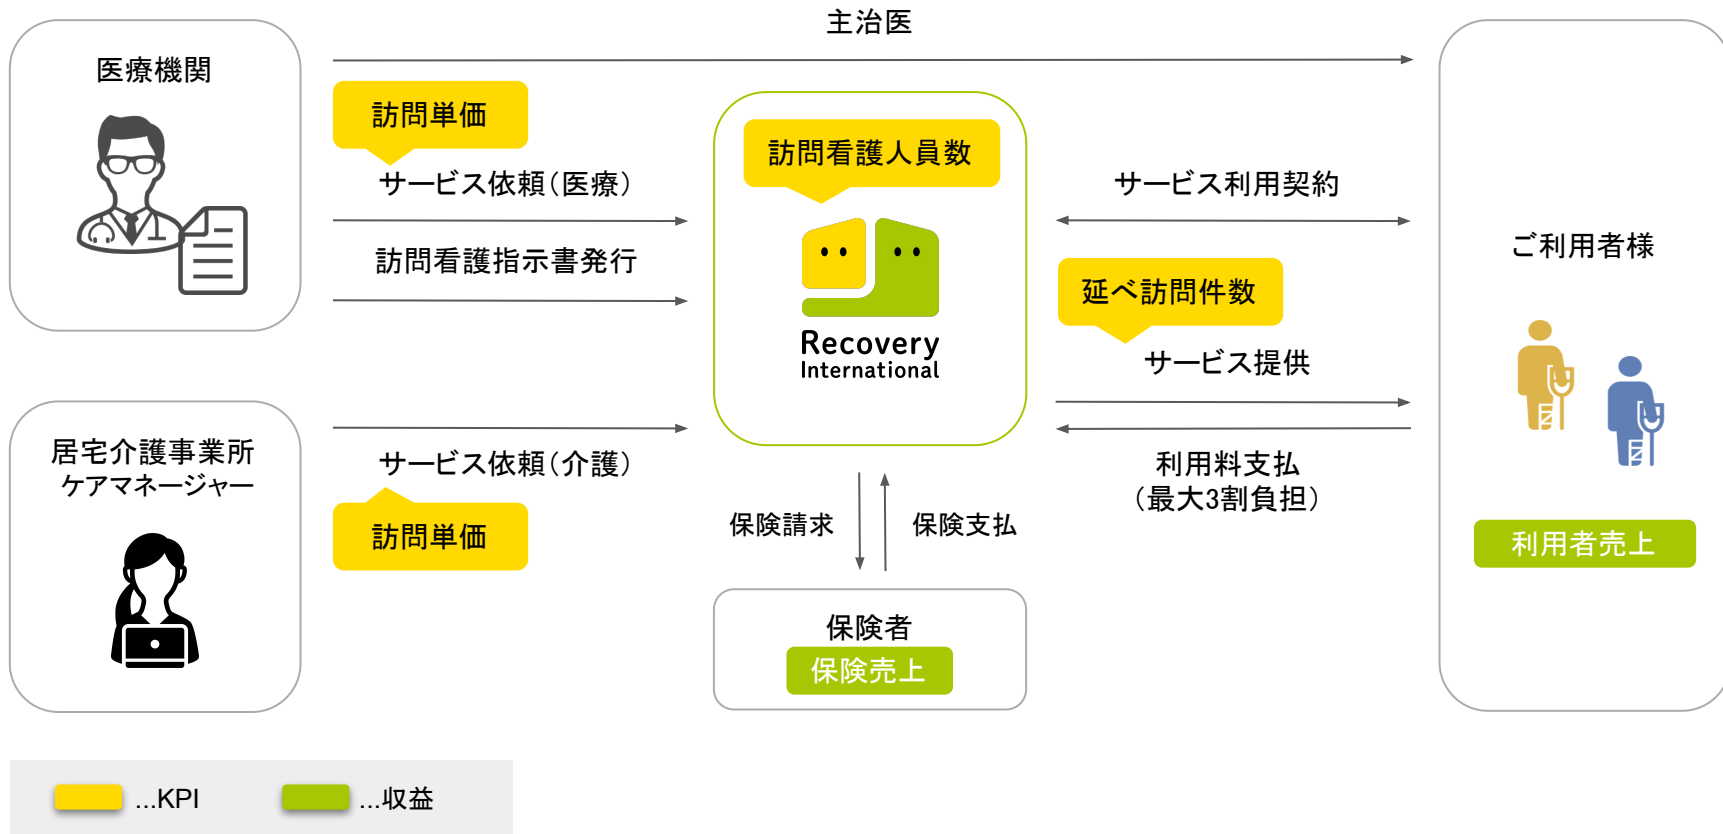 主治医
医療機関
訪問単価
サービス依頼（医療）
訪問看護指示書発行
訪問看護人員数
Recovery
International
サービス利用契約
延べ訪問件数
サービス提供
利用料支払
（最大3割負担）
ご利用者様
利用者売上
居宅介護事業所
ケアマネージャー
サービス依頼（介護）
訪問単価
保険請求
保険支払
保険者
保険売上
...KPI
...収益